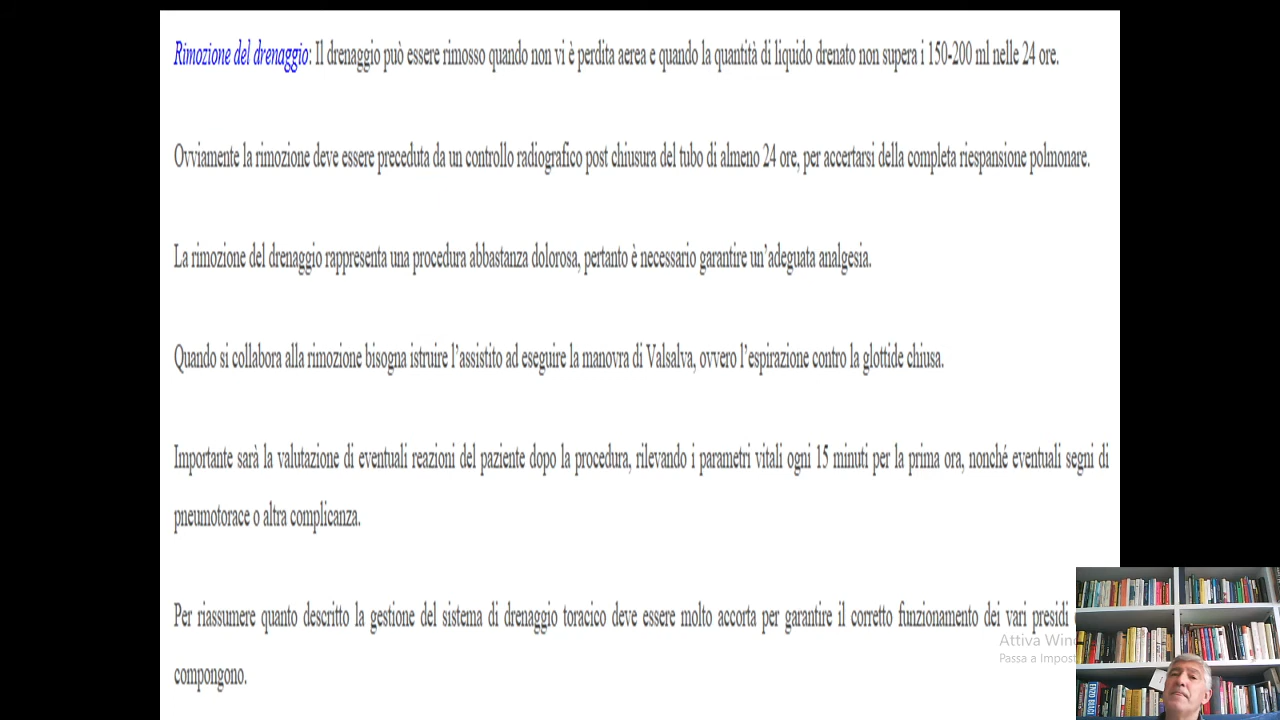 Rimozione del drenaggio: Il drenaggio può essere rimosso quando non vi è perdita aerea e quando la quantità di liquido drenato non supera i 150-200 ml nelle 24 ore.
Ovviamente la rimozione deve essere preceduta da un controllo radiografico post chiusura del tubo di almeno 24 ore, per accertarsi della completa riespansione polmonare.
La rimozione del drenaggio rappresenta una procedura abbastanza dolorosa, pertanto è necessario garantire un’adeguata analgesia.
Quando si collabora alla rimozione bisogna istruire l’assistito ad eseguire la manovra di Valsalva, ovvero l’espirazione contro la glottide chiusa.
Importante sarà la valutazione di eventuali reazioni del paziente dopo la procedura, rilevando i parametri vitali ogni 15 minuti per la prima ora, nonché eventuali segni di
pneumotorace o altra complicanza.
Per riassumere quanto descritto la gestione del sistema di drenaggio toracico deve essere molto accorta per garantire il corretto funzionamento dei vari presidi
Attiva Wind
Passa a Impost
compongono.
ENZO BIAGI